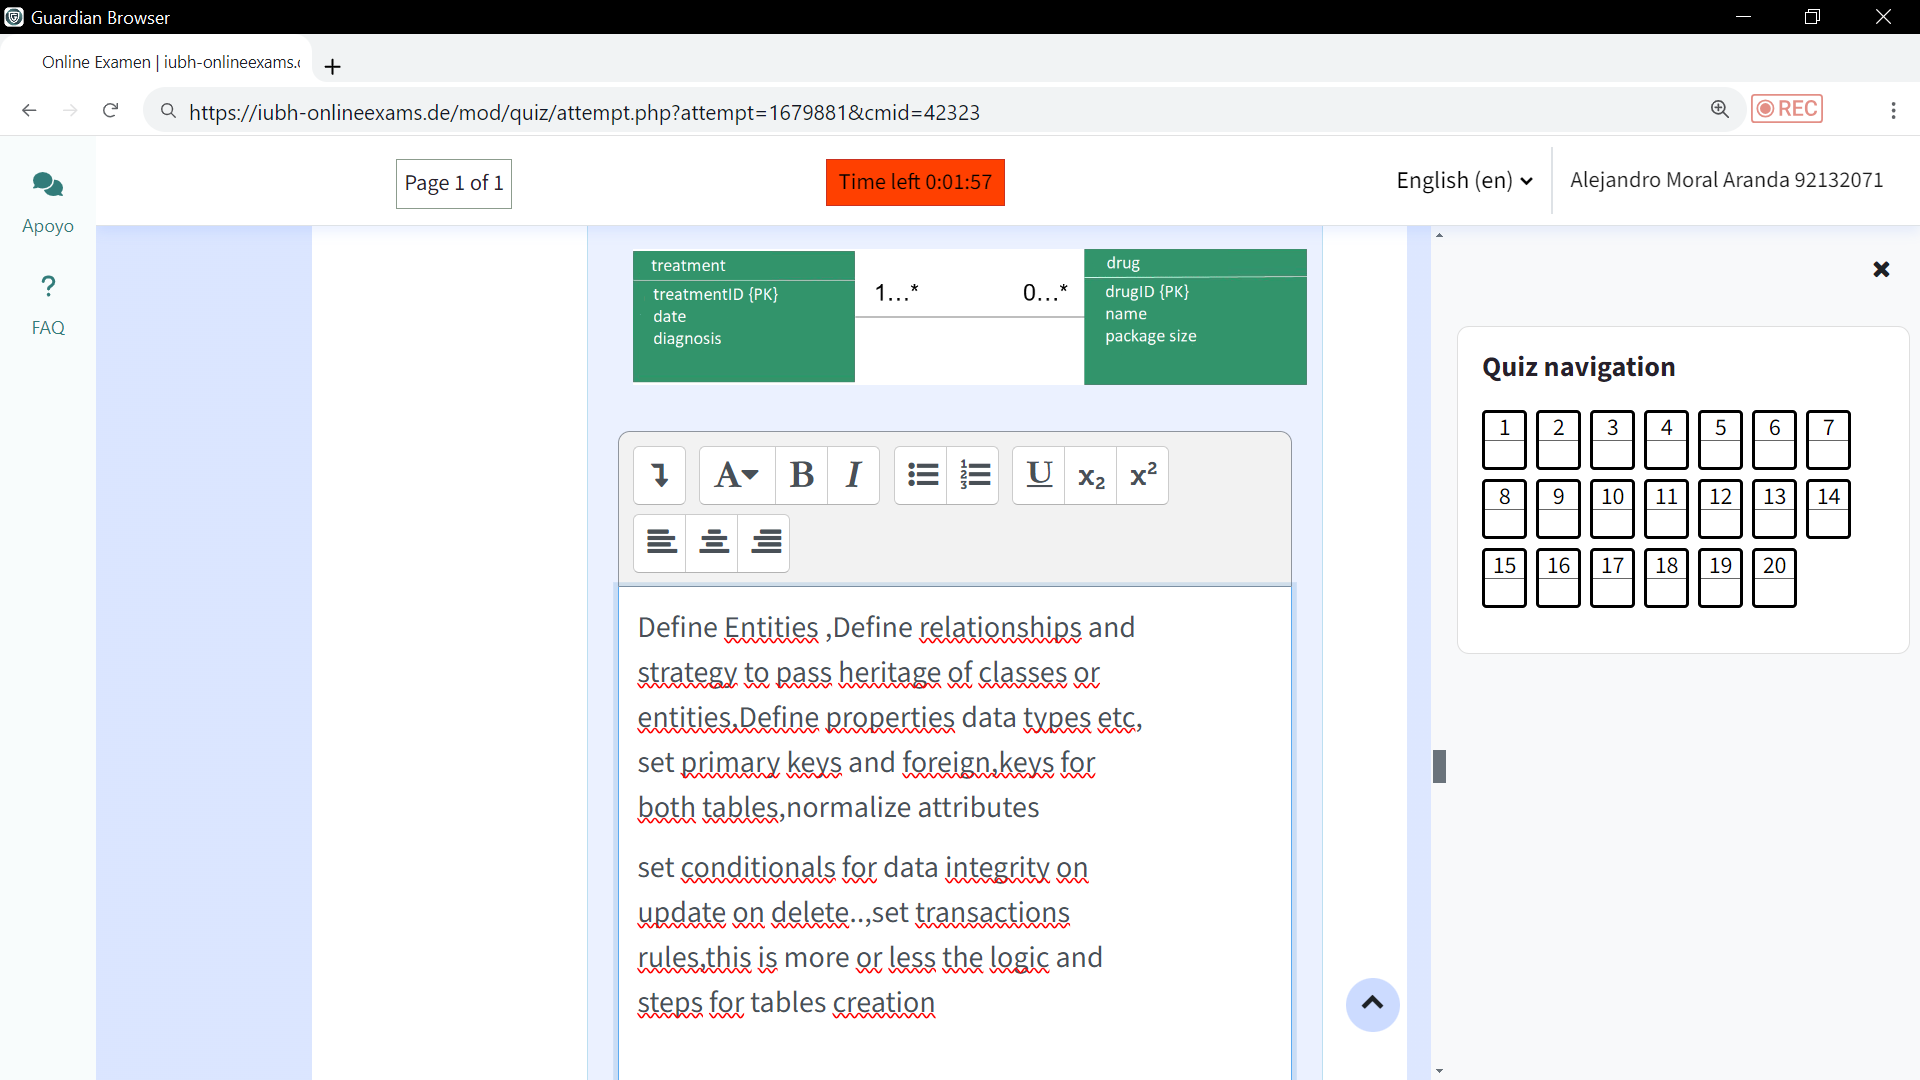 Guardian Browser
Online Examen | iubh-onlineexams.
https://iubh-onlineexams.de/mod/quiz/attempt.php?attempt=1679881&cmid=42323
REC
Page 1 of 1
Time left 0:01:57
English (en)
Alejandro Moral Aranda 92132071
Apoyo
?
FAQ
treatment
treatmentID {PK}
date
diagnosis
1...*
0...*
drug
drugID {PK}
name
package size
A
B
I
U
x2
x2
Define Entities ,Define relationships and
strategy to pass heritage of classes or
entities,Define properties data types etc,
set primary keys and foreign,keys for
both tables,normalize attributes
set conditionals for data integrity on
update on delete..,set transactions
rules,this is more or less the logic and
steps for tables creation
Quiz navigation
1 2 3 4 5 6 7
8 9 10 11 12 13 14
15 16 17 18 19 20